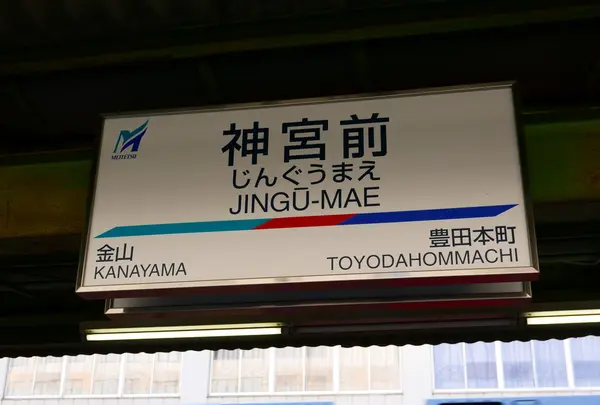 MEITETSU
神宮前
じんぐうまえ
JINGŪ-MAE
金山
KANAYAMA
豊田本町
TOYODAHOMMACHI